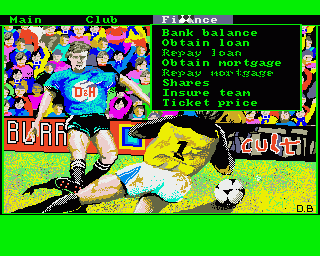 Main Club Finance
Bank balance
Obtain loan
Repay loan
Obtain mortgage
Repay mortgage
Shares
Insure team
Ticket price
D&H
BURR
cult
1
D.B